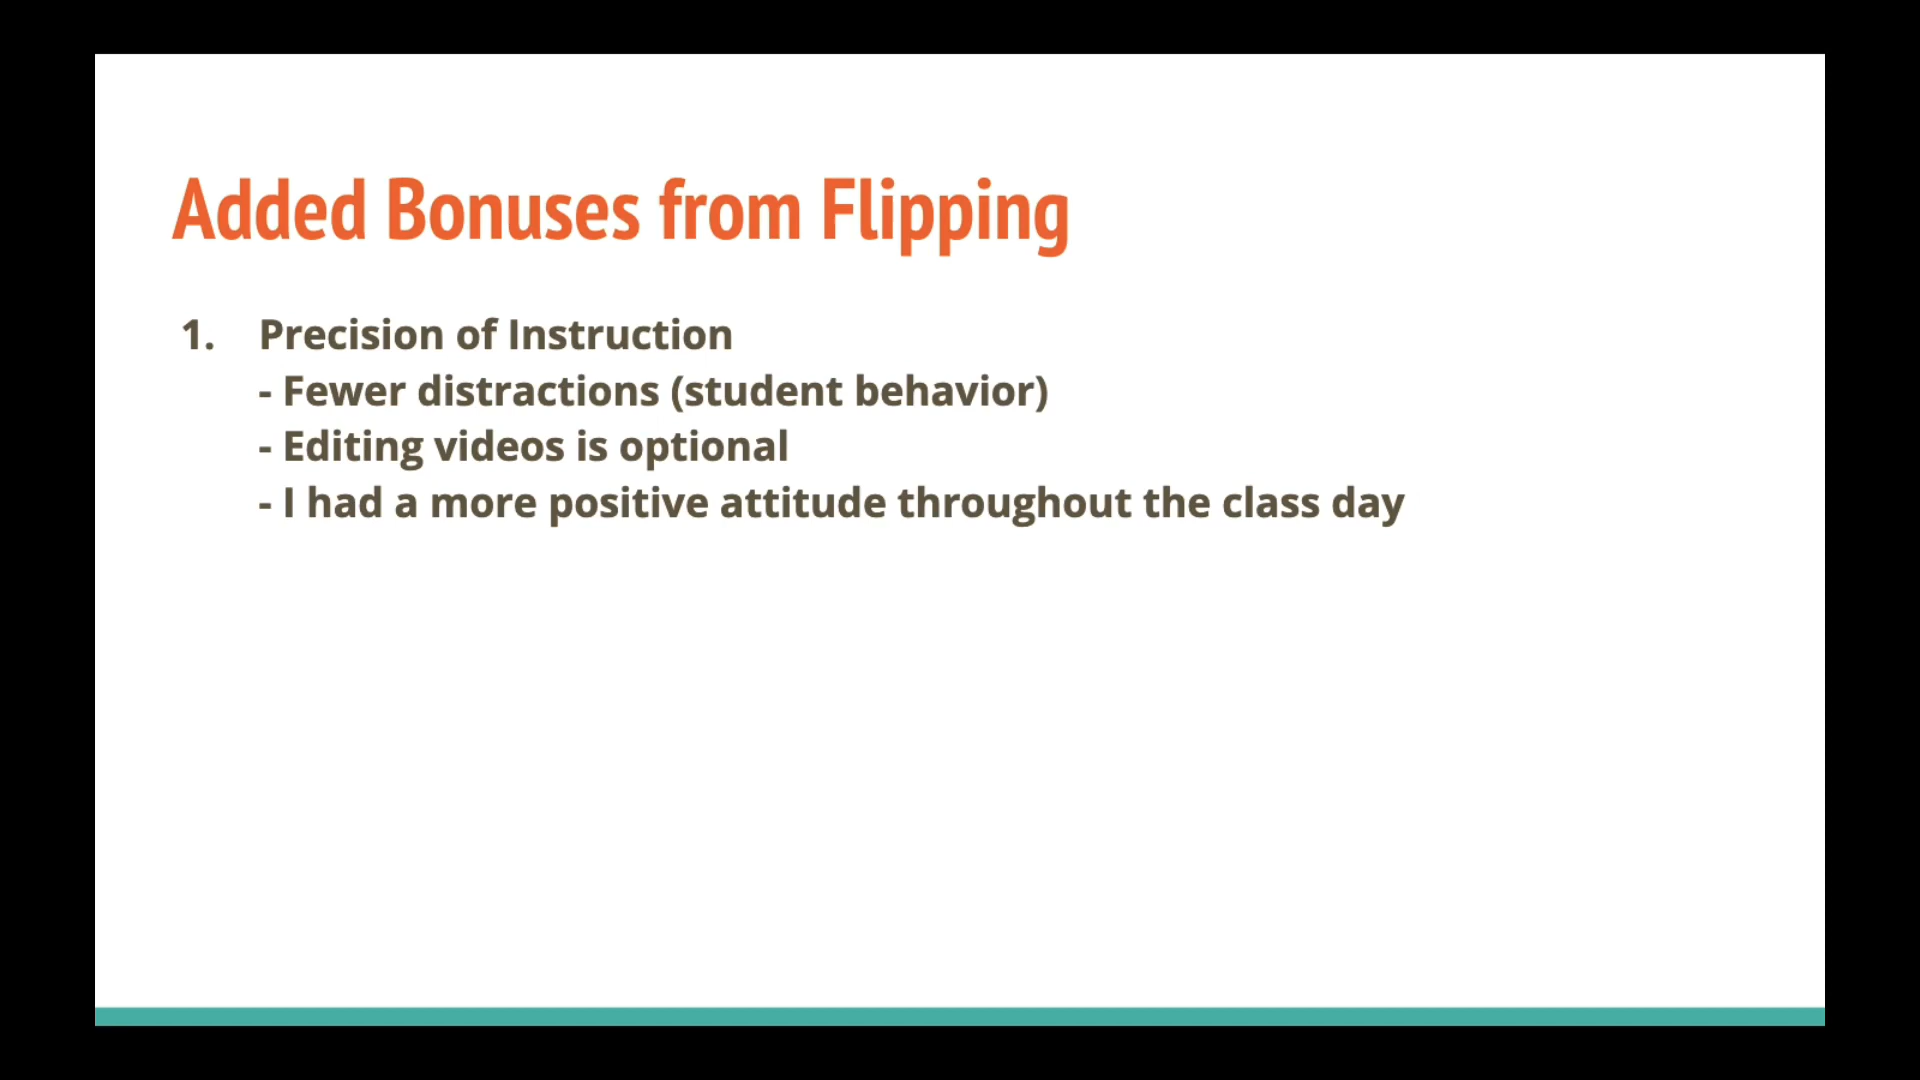 Added Bonuses from Flipping
1. Precision of Instruction
- Fewer distractions (student behavior)
- Editing videos is optional
- I had a more positive attitude throughout the class day